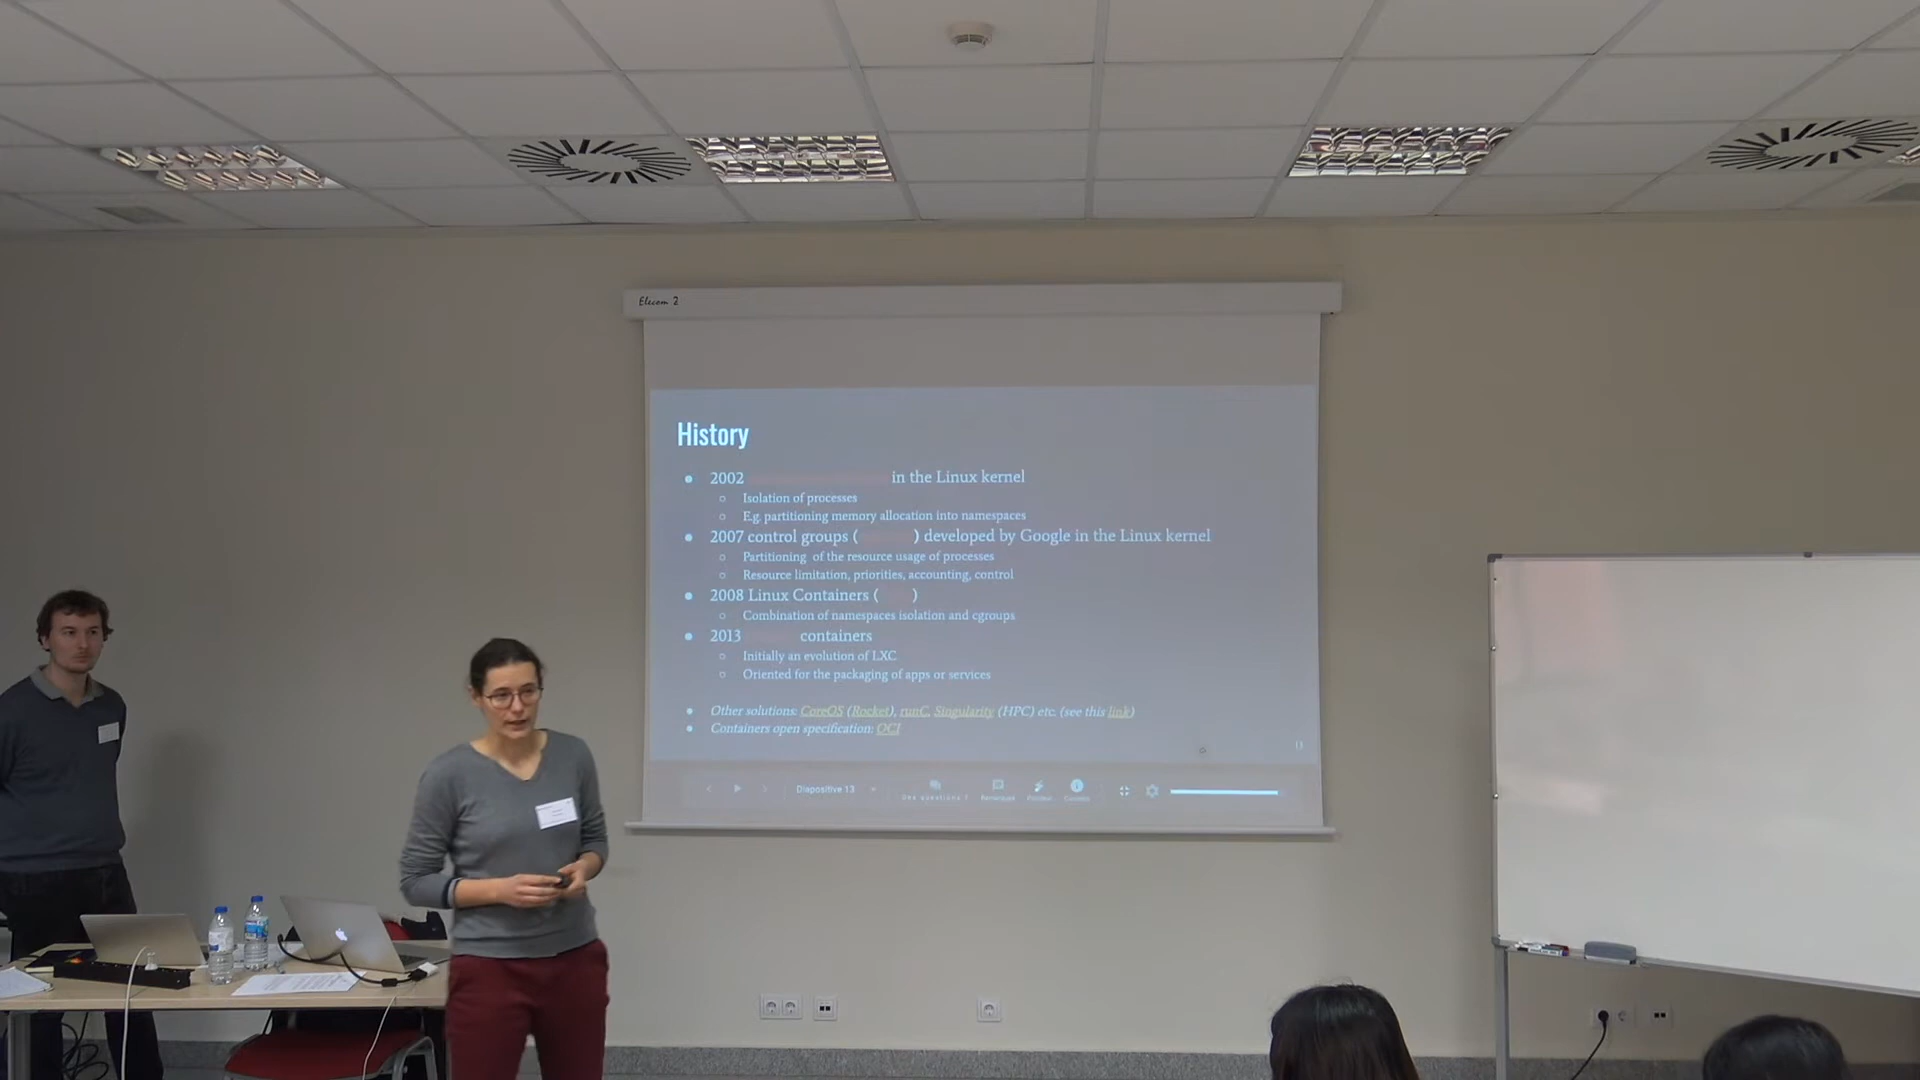 Elecom 2
History
2002 in the Linux kernel
Isolation of processes
E.g. partitioning memory allocation into namespaces
2007 control groups ( ) developed by Google in the Linux kernel
Partitioning of the resource usage of processes
Resource limitation, priorities, accounting, control
2008 Linux Containers ( )
Combination of namespaces isolation and cgroups
2013 containers
Initially an evolution of LXC
Oriented for the packaging of apps or services
Other solutions: CoreOS (Rocket), runC, Singularity (HPC) etc. (see this link)
Containers open specification: OCI
13
Diapositive 13